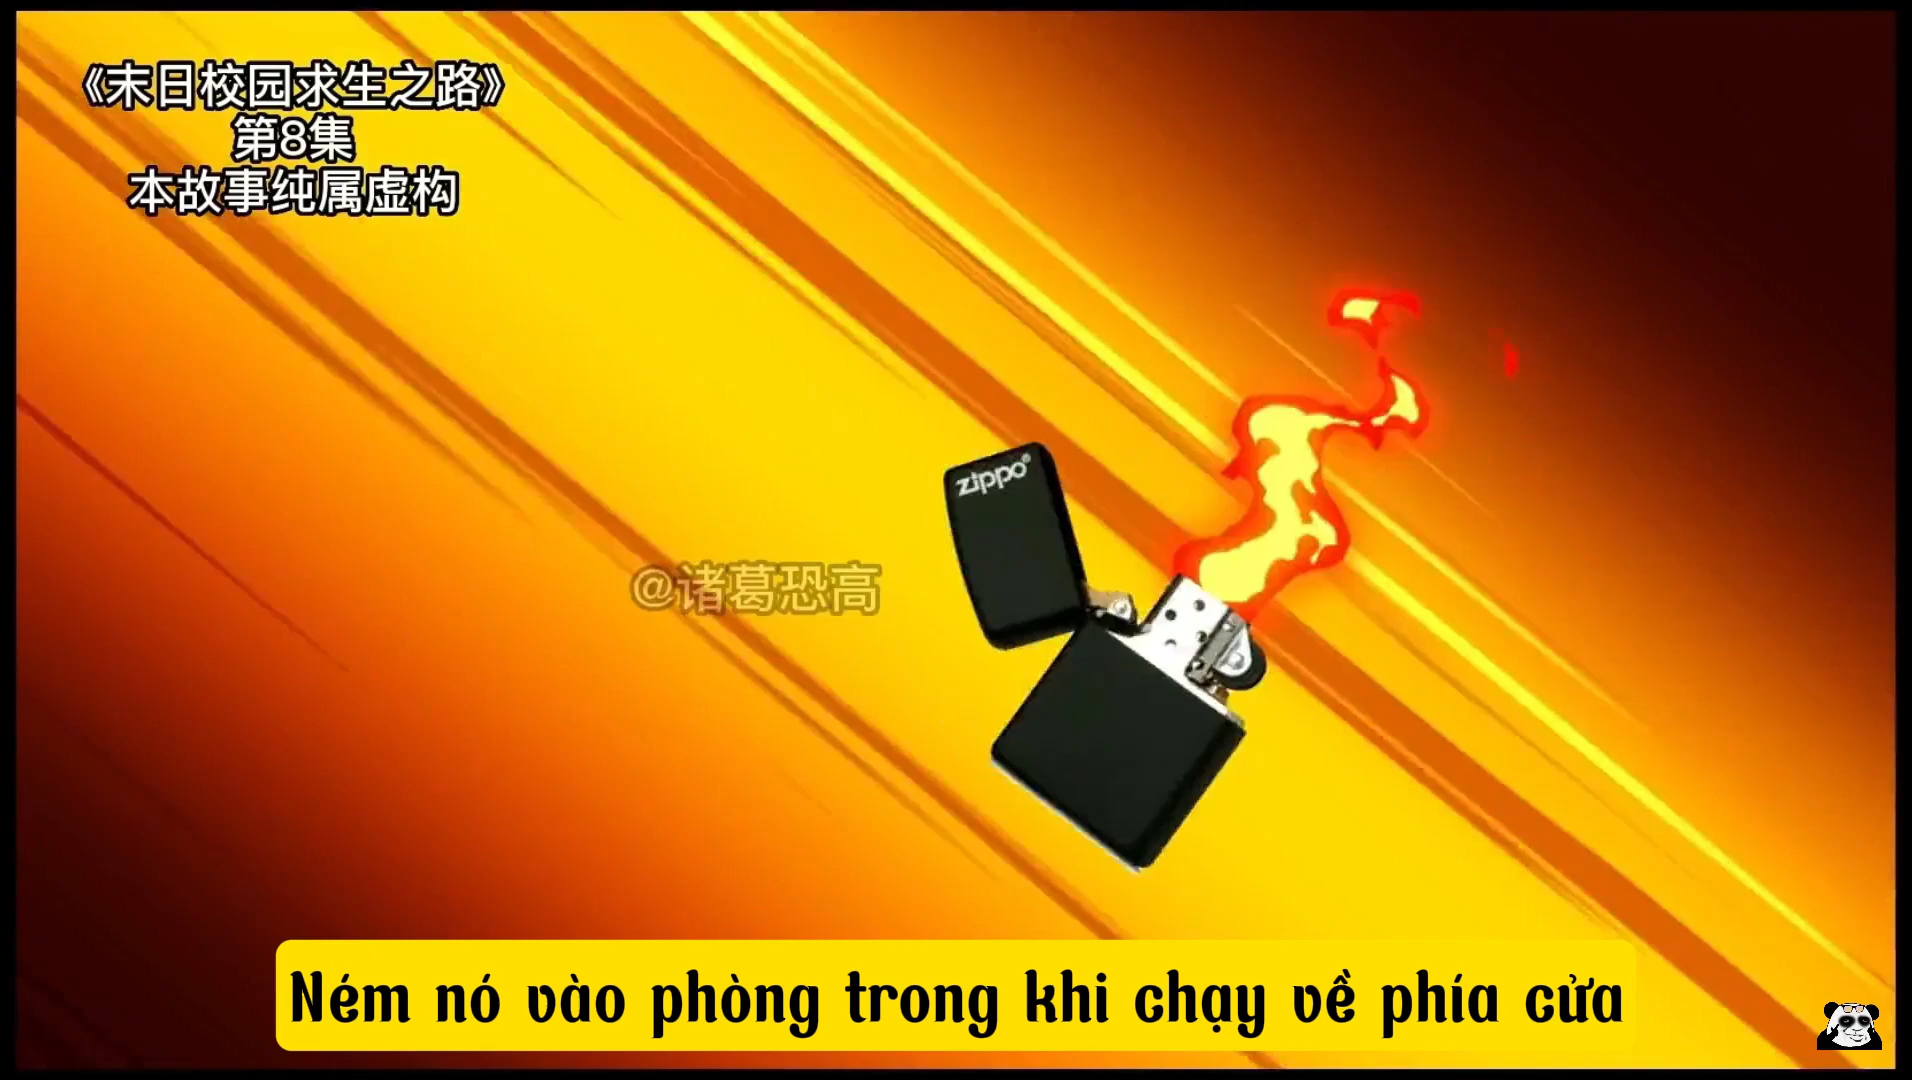 《末日校园求生之路》
第8集
本故事纯属虚构
zippo®
@诸葛恐高
Ném nó vào phòng trong khi chạy về phía cửa